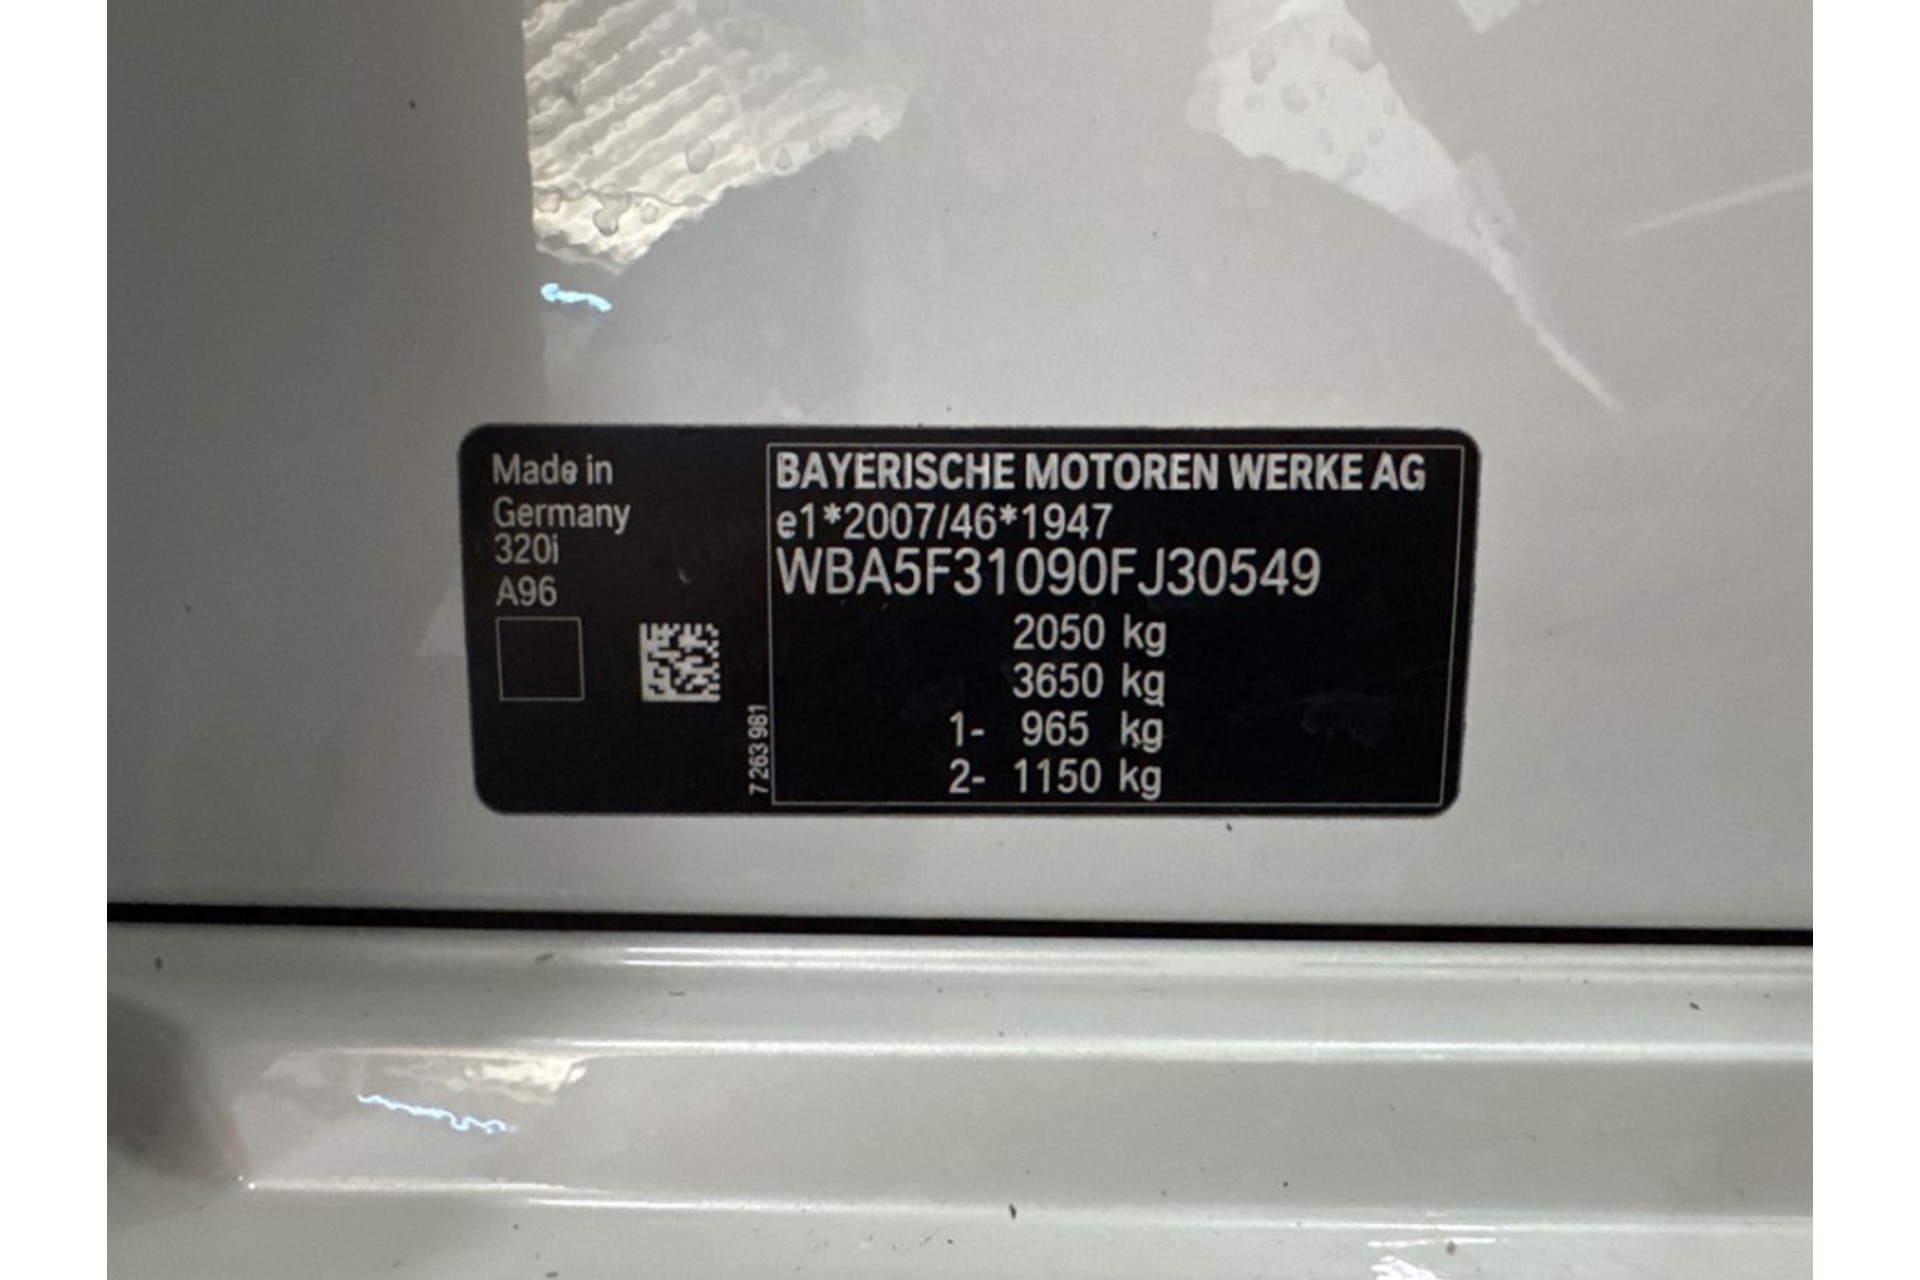 Made in
Germany
320i
A96
7 263 981
BAYERISCHE MOTOREN WERKE AG
e1*2007/46*1947
WBA5F31090FJ30549
2050 kg
3650 kg
1- 965 kg
2- 1150 kg